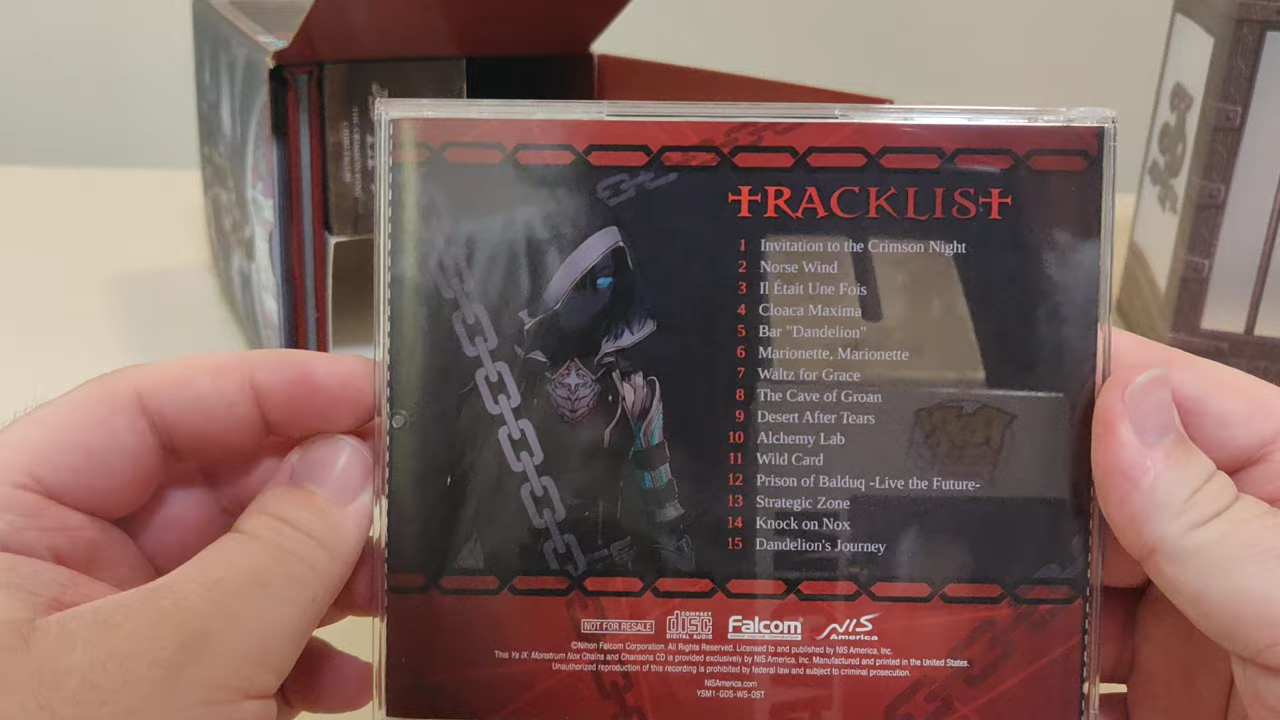 TRACKLIST
1 Invitation to the Crimson Night
2 Norse Wind
3 Il Était Une Fois
4 Cloaca Maxima
5 Bar "Dandelion"
6 Marionette, Marionette
7 Waltz for Grace
8 The Cave of Groan
9 Desert After Tears
10 Alchemy Lab
11 Wild Card
12 Prison of Balduq -Live the Future-
13 Strategic Zone
14 Knock on Nox
15 Dandelion's Journey
NOT FOR RESALE COMPACT disc DIGITAL AUDIO Falcom NIS America
©Nihon Falcom Corporation. All Rights Reserved. Licensed to and published by NIS America, Inc.
This Ys IX: Monstrum Nox Chains and Chansons CD is provided exclusively by NIS America, Inc. Manufactured and printed in the United States.
Unauthorized reproduction of this recording is prohibited by federal law and subject to criminal prosecution.
NISAmerica.com
YSM1-GDS-WS-OST